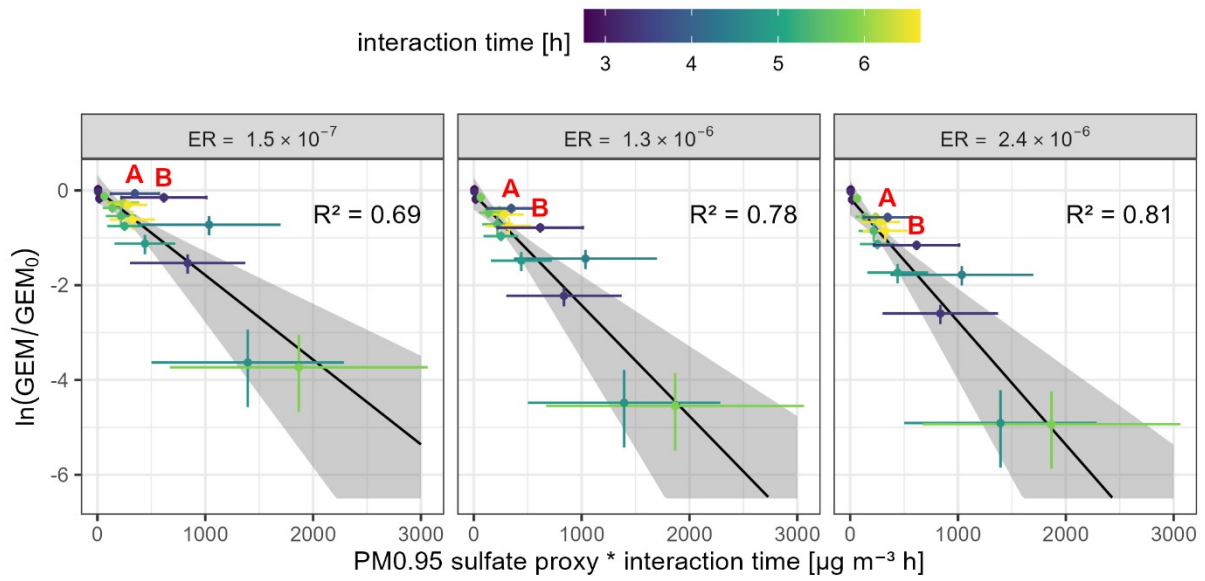 interaction time [h]
3 4 5 6
ER = 1.5 × 10⁻⁷
ER = 1.3 × 10⁻⁶
ER = 2.4 × 10⁻⁶
A B
R² = 0.69
A
B
R² = 0.78
A
B
R² = 0.81
0
-2
-4
-6
ln(GEM/GEM₀)
0 1000 2000 3000
0 1000 2000 3000
0 1000 2000 3000
PM0.95 sulfate proxy * interaction time [µg m⁻³ h]